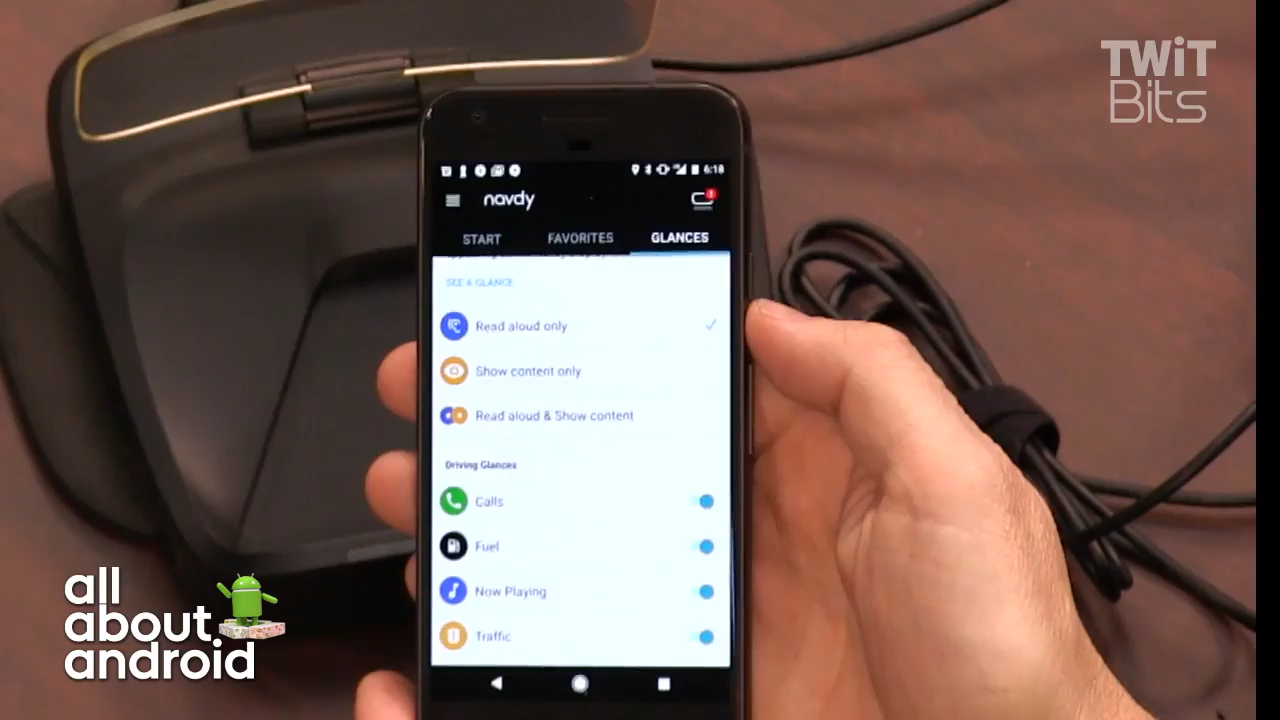 TWiT
Bits
6:18
navdy
1
START FAVORITES GLANCES
SEE A GLANCE
Read aloud only
Show content only
Read aloud & Show content
Driving Glances
Calls
Fuel
Now Playing
Traffic
all
about
android